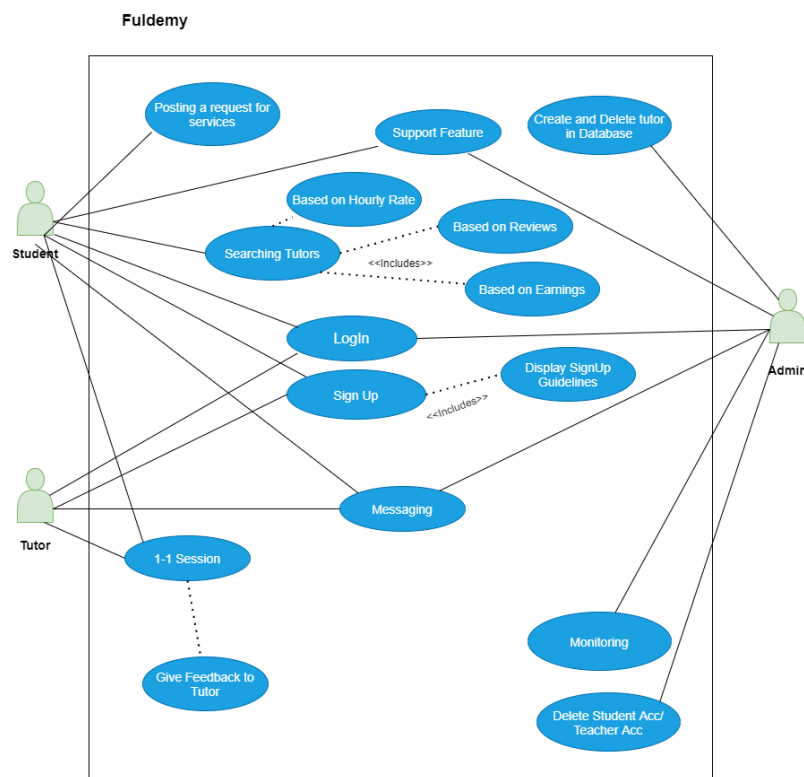 Fuldemy
Posting a request for
services
Support Feature
Create and Delete tutor
in Database
Based on Hourly Rate
Student
Searching Tutors
Based on Reviews
<<Includes>>
Based on Earnings
LogIn
Admin
Sign Up
Display SignUp
Guidelines
<<Includes>>
Messaging
Tutor
1-1 Session
Monitoring
Give Feedback to
Tutor
Delete Student Acc/
Teacher Acc